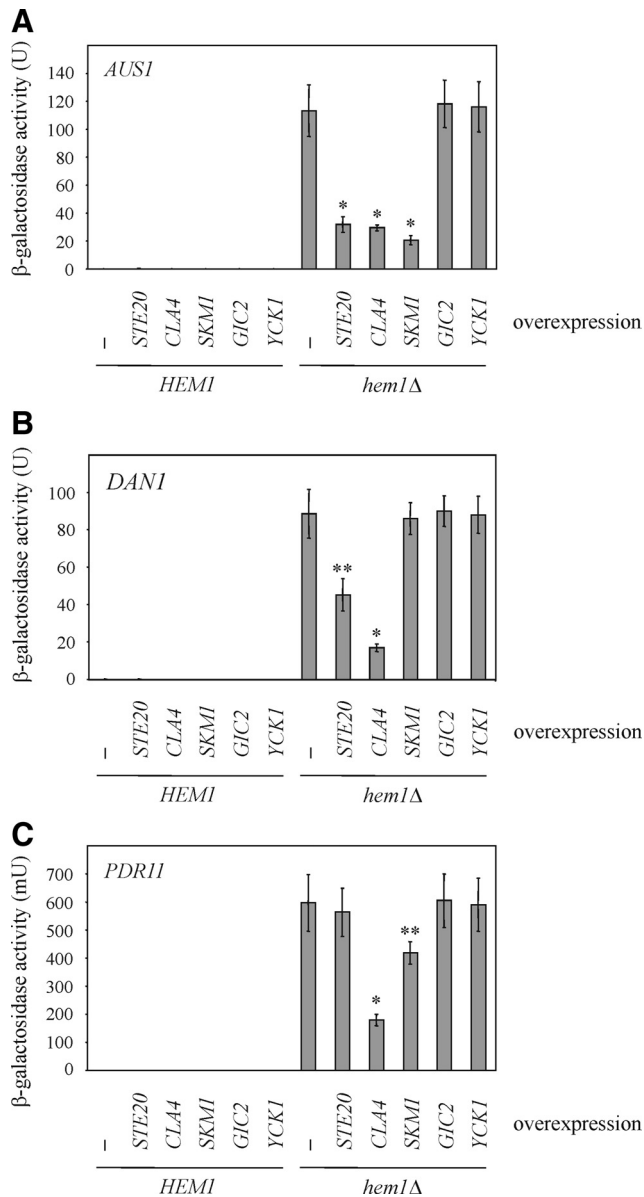 A
β-galactosidase activity (U)
AUS1
140
120
100
80
60
40
20
0
* * *
– STE20 CLA4 SKM1 GIC2 YCK1 – STE20 CLA4 SKM1 GIC2 YCK1 overexpression
HEM1 hem1Δ
B
β-galactosidase activity (U)
DAN1
100
80
60
40
20
0
** *
– STE20 CLA4 SKM1 GIC2 YCK1 – STE20 CLA4 SKM1 GIC2 YCK1 overexpression
HEM1 hem1Δ
C
β-galactosidase activity (mU)
PDR11
700
600
500
400
300
200
100
0
* **
– STE20 CLA4 SKM1 GIC2 YCK1 – STE20 CLA4 SKM1 GIC2 YCK1 overexpression
HEM1 hem1Δ